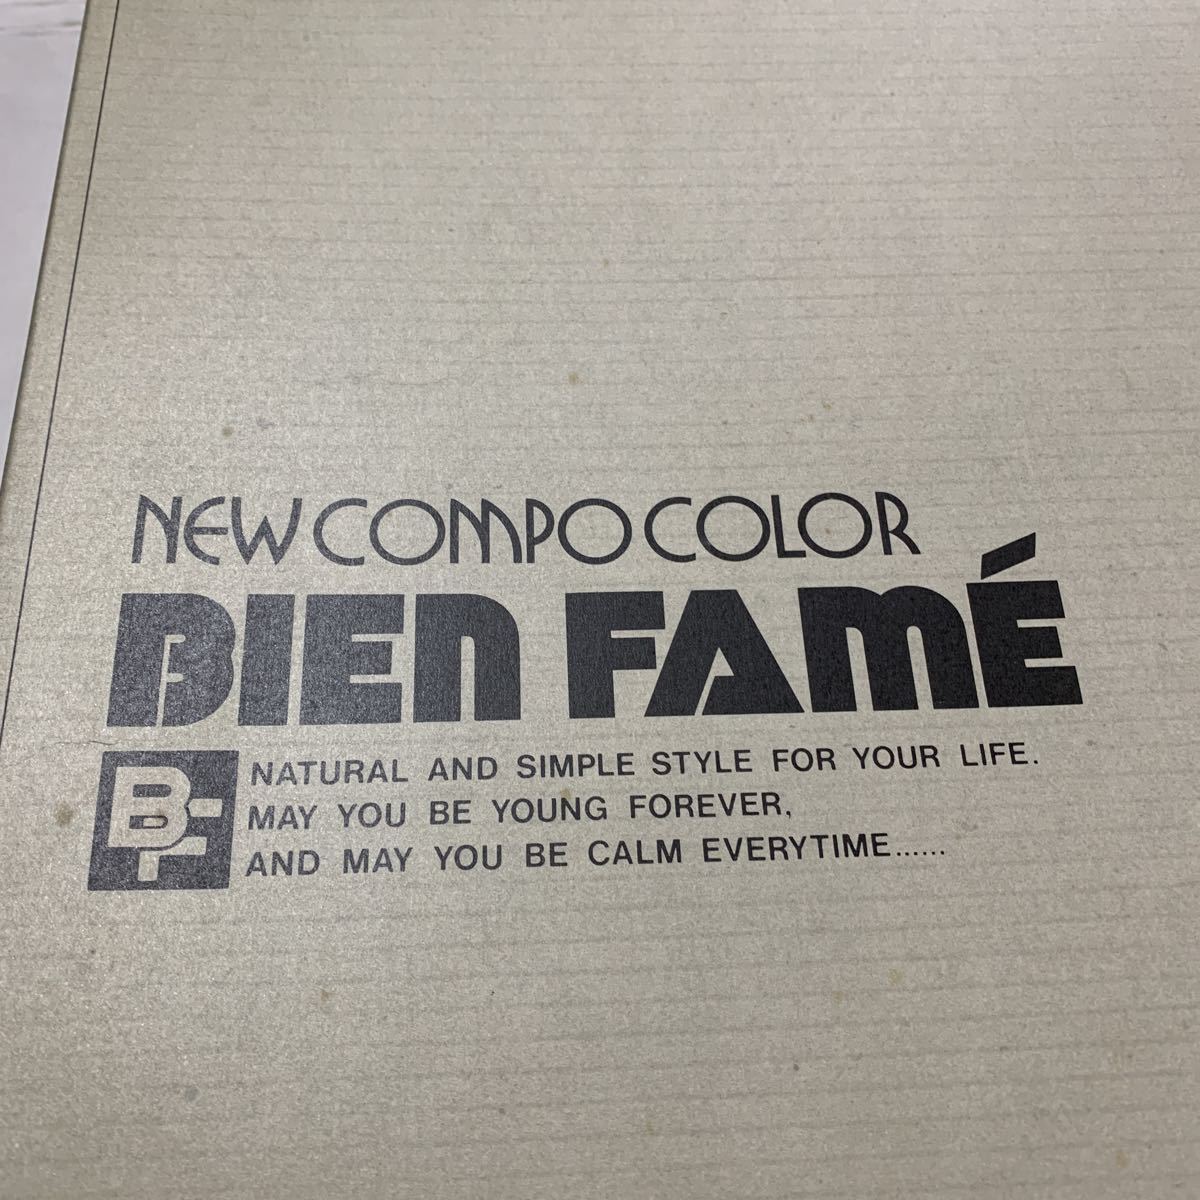 NEW COMPO COLOR
BIEN FAMÉ
BF
NATURAL AND SIMPLE STYLE FOR YOUR LIFE.
MAY YOU BE YOUNG FOREVER,
AND MAY YOU BE CALM EVERYTIME......